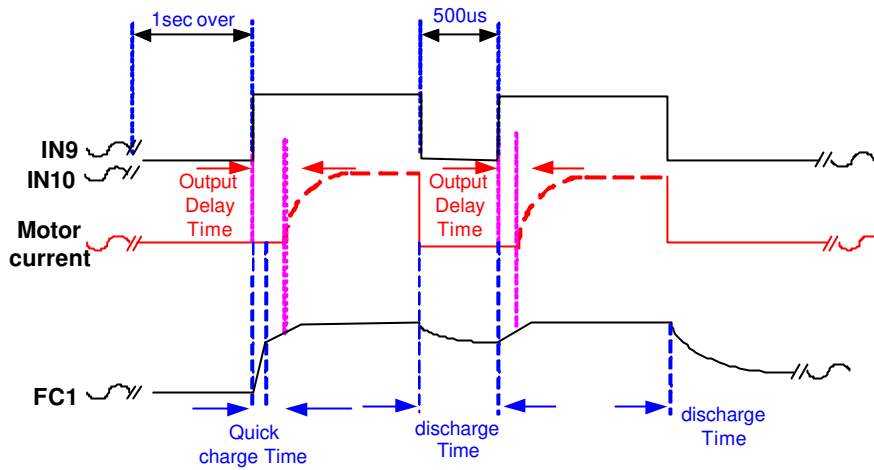 1sec over
500us
IN9
IN10
Output
Delay
Time
Output
Delay
Time
Motor
current
FC1
Quick
charge Time
discharge
Time
discharge
Time